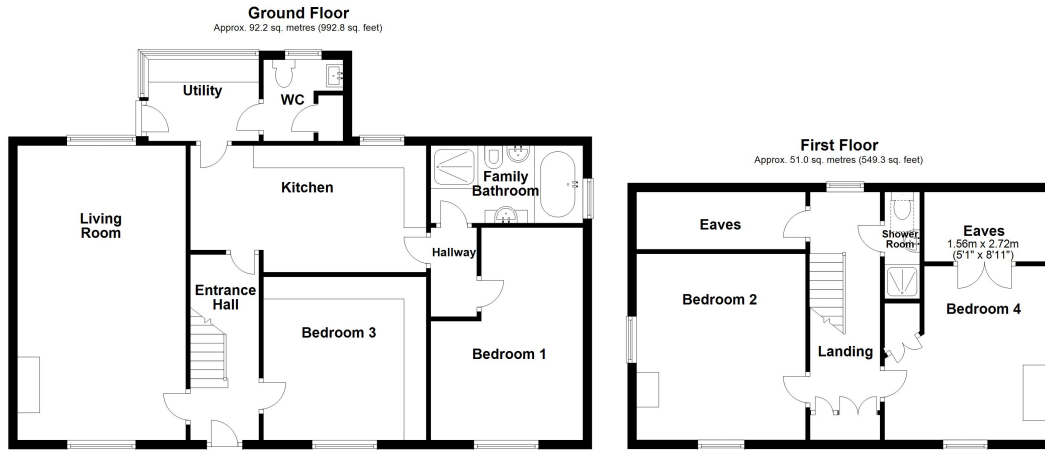 Ground Floor
Approx. 92.2 sq. metres (992.8 sq. feet)
Utility
WC
Kitchen
Family
Bathroom
Living
Room
Hallway
Entrance
Hall
Bedroom 3
Bedroom 1
First Floor
Approx. 51.0 sq. metres (549.3 sq. feet)
Eaves
Shower
Room
Eaves
1.56m x 2.72m
(5'1" x 8'11")
Bedroom 2
Bedroom 4
Landing